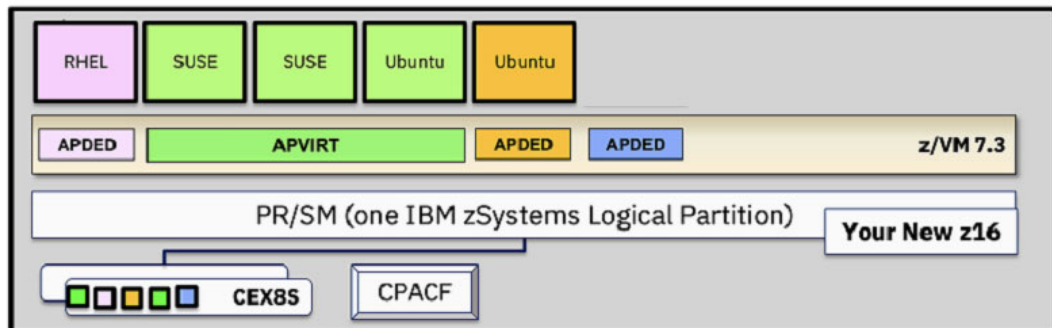 RHEL
SUSE
SUSE
Ubuntu
Ubuntu
APDED
APVIRT
APDED
APDED
z/VM 7.3
PR/SM (one IBM zSystems Logical Partition)
Your New z16
CEX8S
CPACF